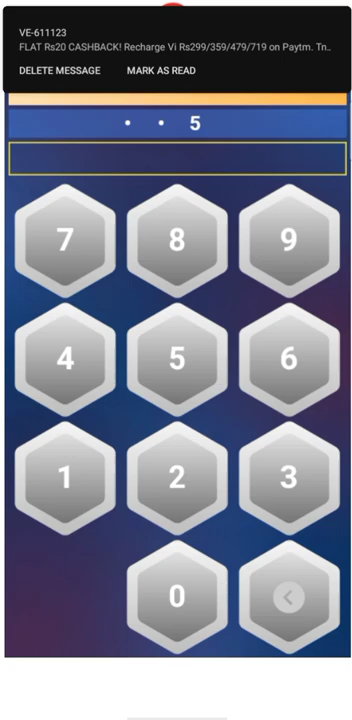 VE-611123
FLAT Rs20 CASHBACK! Recharge Vi Rs299/359/479/719 on Paytm. Tn..
DELETE MESSAGE MARK AS READ
• • 5
7 8 9
4 5 6
1 2 3
0